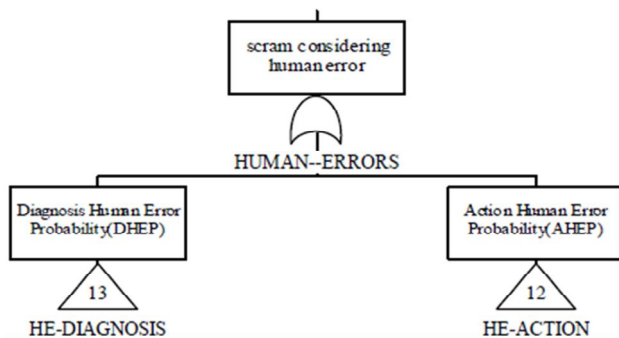 scram considering
human error
HUMAN--ERRORS
Diagnosis Human Error
Probability(DHEP)
Action Human Error
Probability(AHEP)
13
12
HE-DIAGNOSIS
HE-ACTION